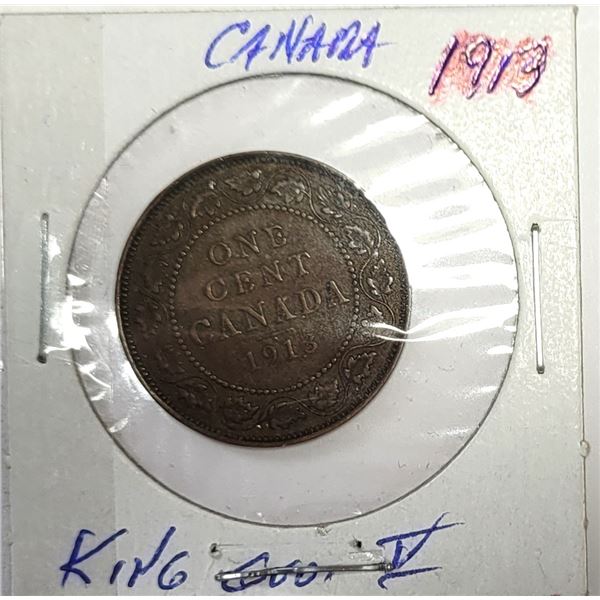 CANADA 1913
ONE
CENT
CANADA
1913
KING GEO. V